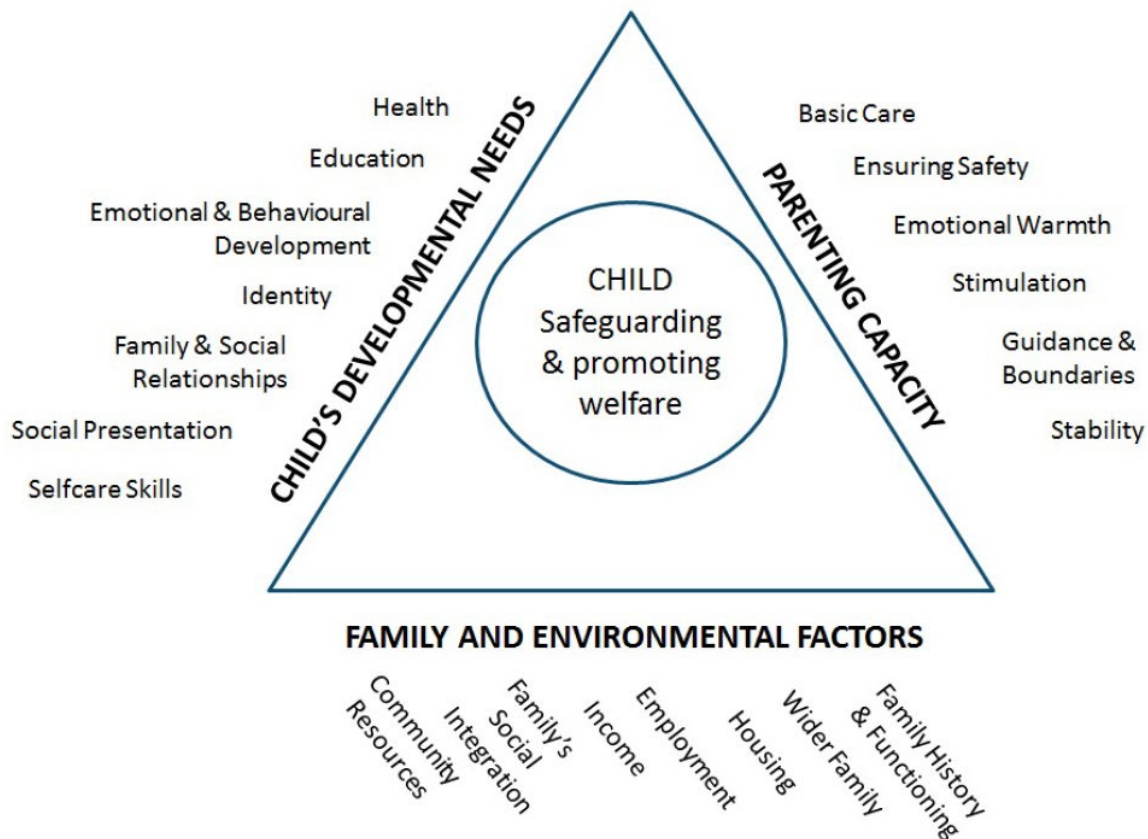 Health
Education
Emotional & Behavioural
Development
Identity
Family & Social
Relationships
Social Presentation
Selfcare Skills
CHILD'S DEVELOPMENTAL NEEDS
CHILD
Safeguarding
& promoting
welfare
PARENTING CAPACITY
Basic Care
Ensuring Safety
Emotional Warmth
Stimulation
Guidance &
Boundaries
Stability
FAMILY AND ENVIRONMENTAL FACTORS
Community
Resources
Family's
Social
Integration
Income
Employment
Housing
Wider Family
Family History
& Functioning